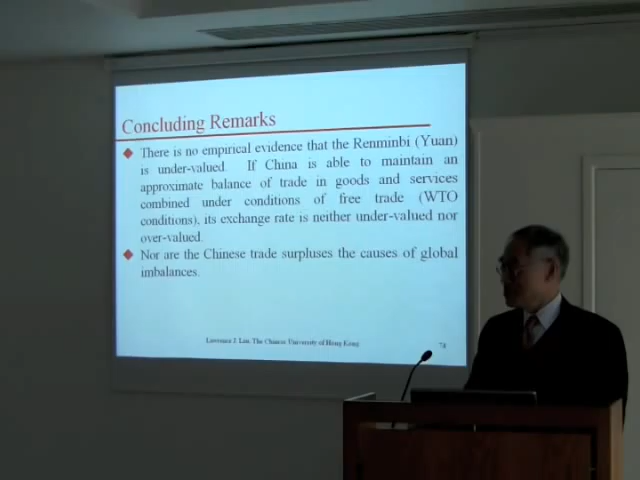 Concluding Remarks
There is no empirical evidence that the Renminbi (Yuan)
is under-valued. If China is able to maintain an
approximate balance of trade in goods and services
combined under conditions of free trade (WTO
conditions), its exchange rate is neither under-valued nor
over-valued.
Nor are the Chinese trade surpluses the causes of global
imbalances.
Lawrence J. Lau, The Chinese University of Hong Kong